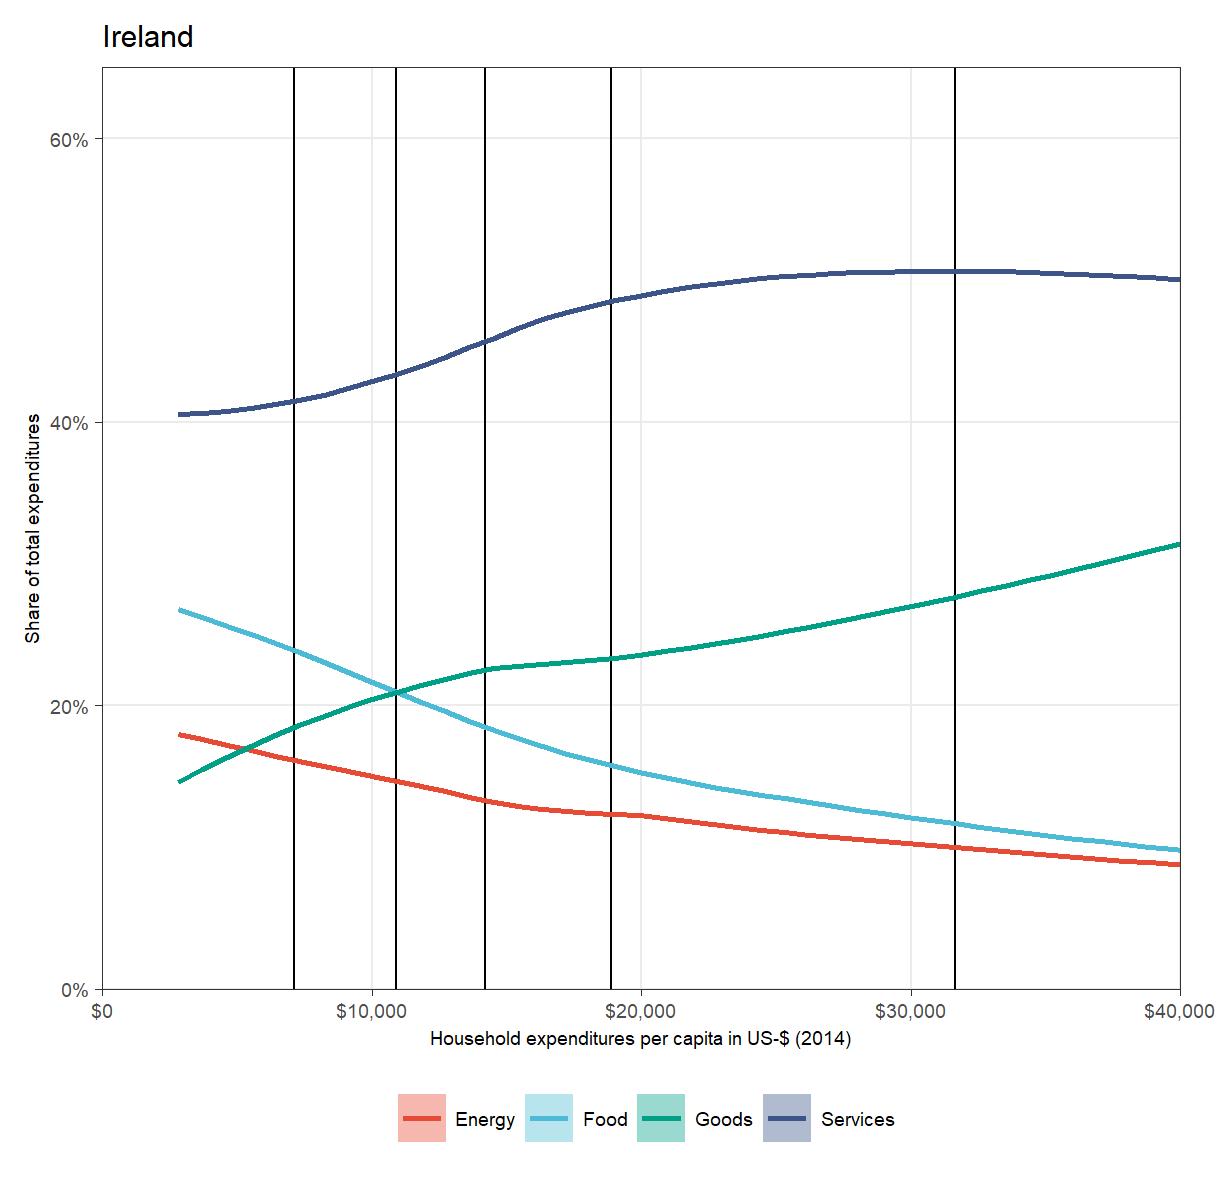 Ireland
60%
40%
20%
0%
Share of total expenditures
$0 $10,000 $20,000 $30,000 $40,000
Household expenditures per capita in US-$ (2014)
Energy Food Goods Services